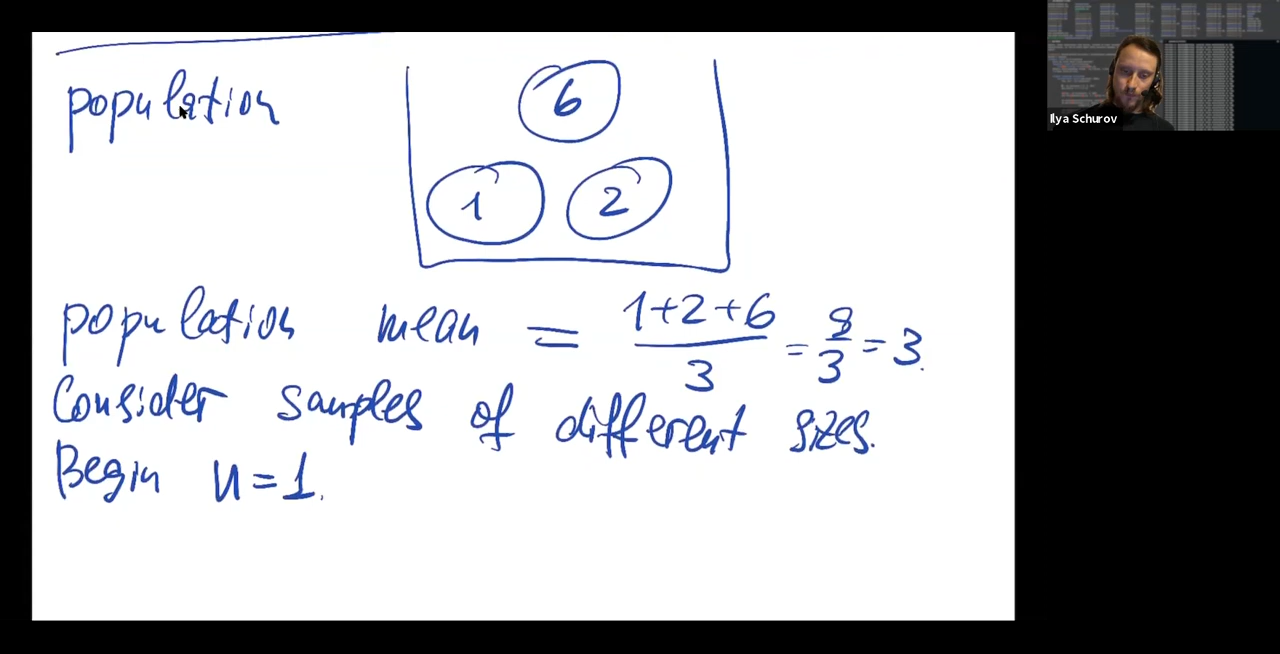 population
6
1 2
population mean = 1+2+6/3 = 9/3 = 3.
Consider samples of different sizes.
Begin n=1.
Ilya Schurov